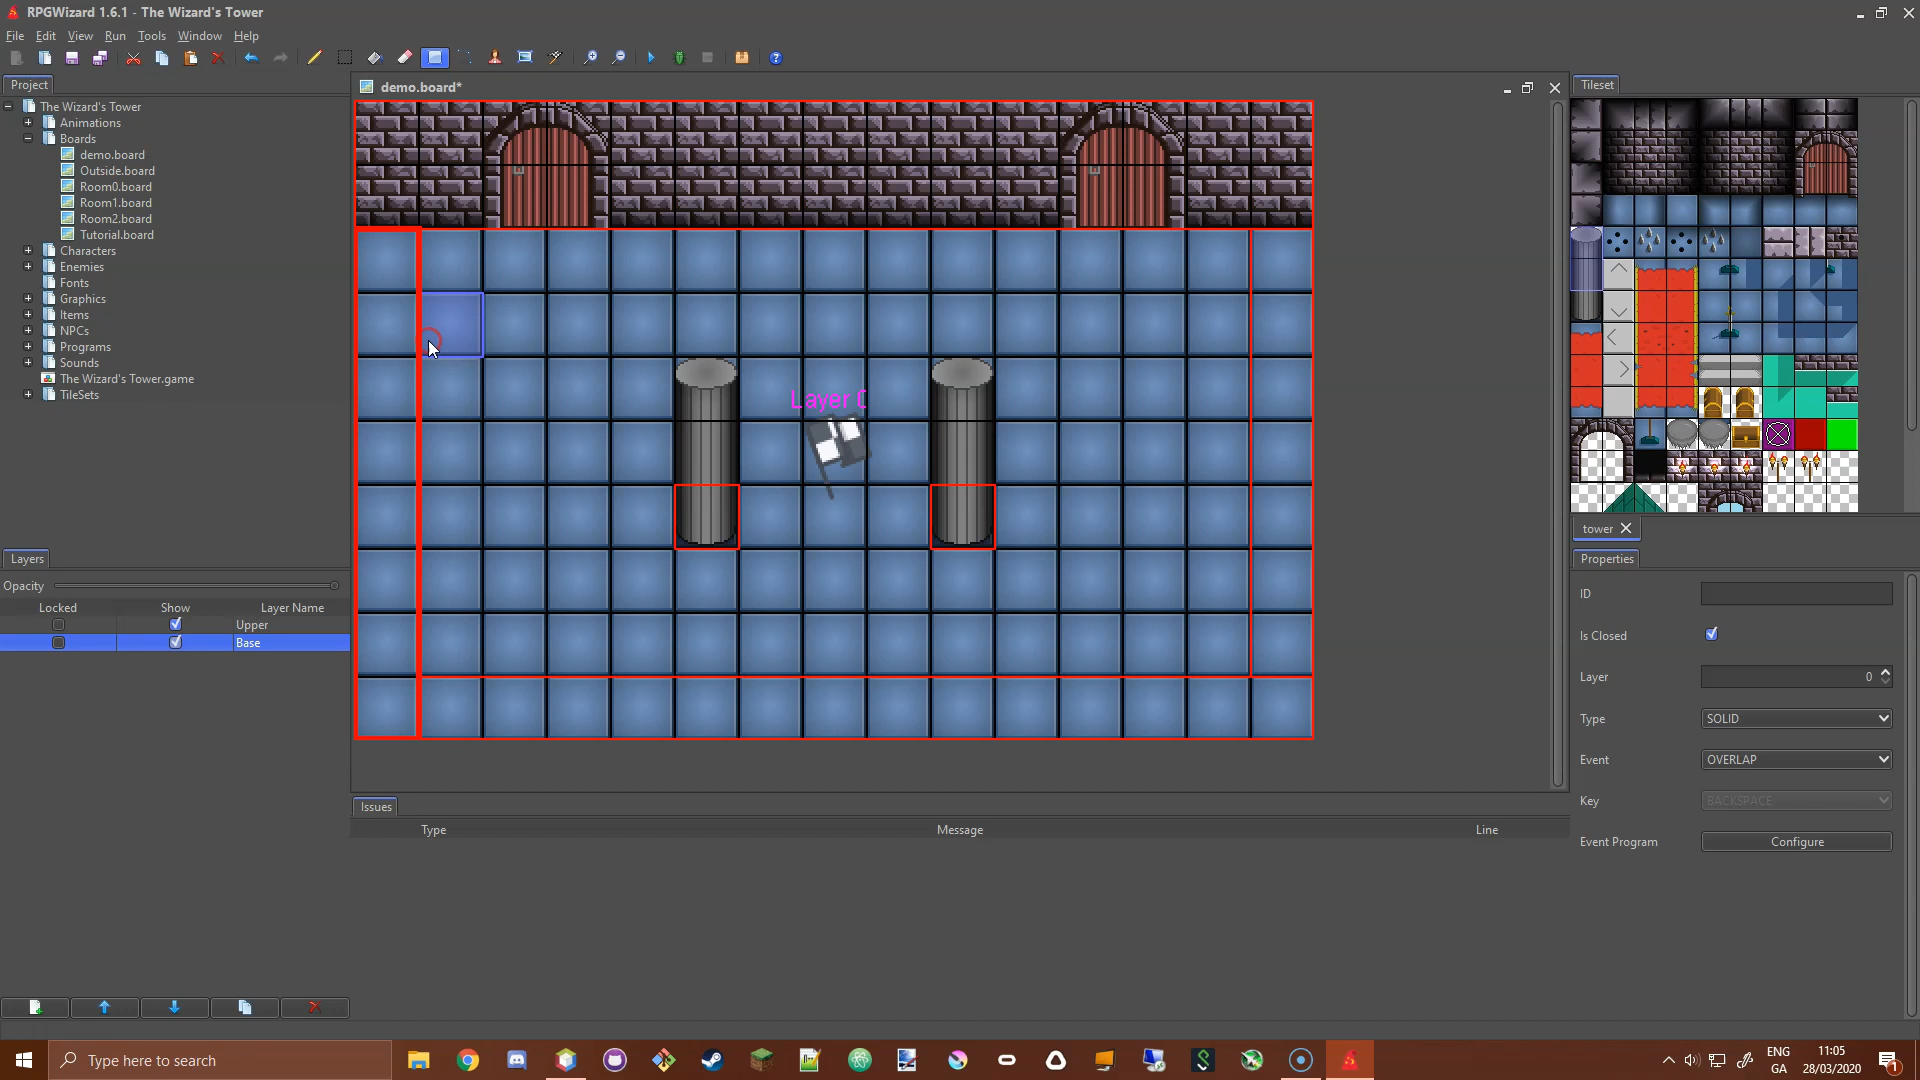 RPGWizard 1.6.1 - The Wizard's Tower
File Edit View Run Tools Window Help
Project
The Wizard's Tower
Animations
Boards
demo.board
Outside.board
Room0.board
Room1.board
Room2.board
Tutorial.board
Characters
Enemies
Fonts
Graphics
Items
NPCs
Programs
Sounds
The Wizard's Tower.game
TileSets
Layers
Opacity
Locked Show Layer Name
Upper
Base
demo.board*
Layer 0
Issues
Type Message Line
Tileset
tower
Properties
ID
Is Closed
Layer 0
Type SOLID
Event OVERLAP
Key BACKSPACE
Event Program Configure
Type here to search
ENG
GA
11:05
28/03/2020
1